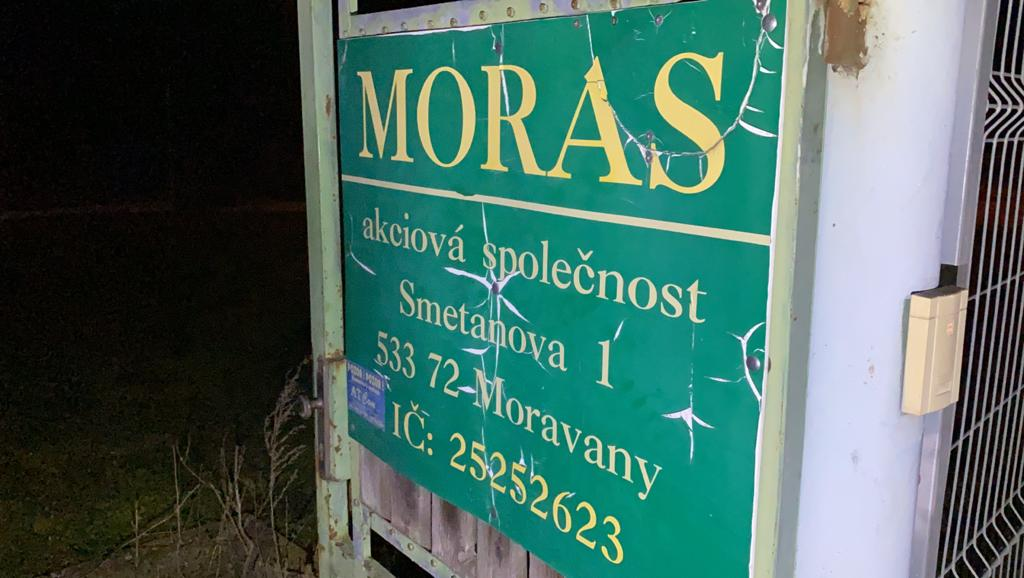 MORAS
akciová společnost
Smetanova 1
533 72 Moravany
IČ: 25252623